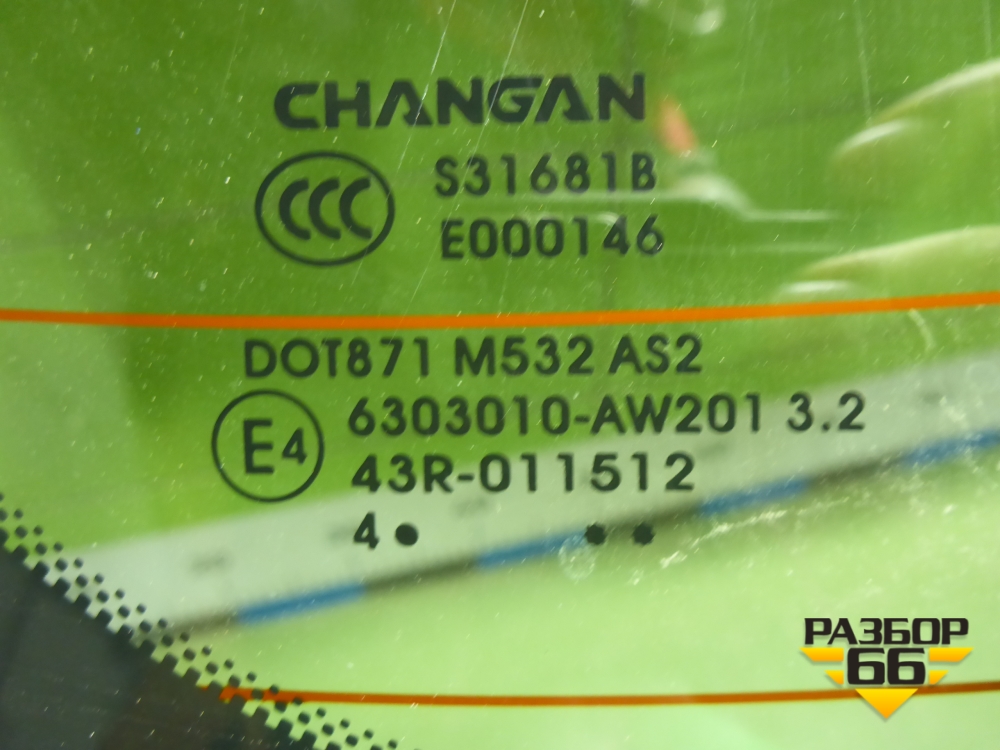 CHANGAN
CCC
S31681B
E000146
DOT871 M532 AS2
E4
6303010-AW201 3.2
43R-011512
4
РАЗБОР
66